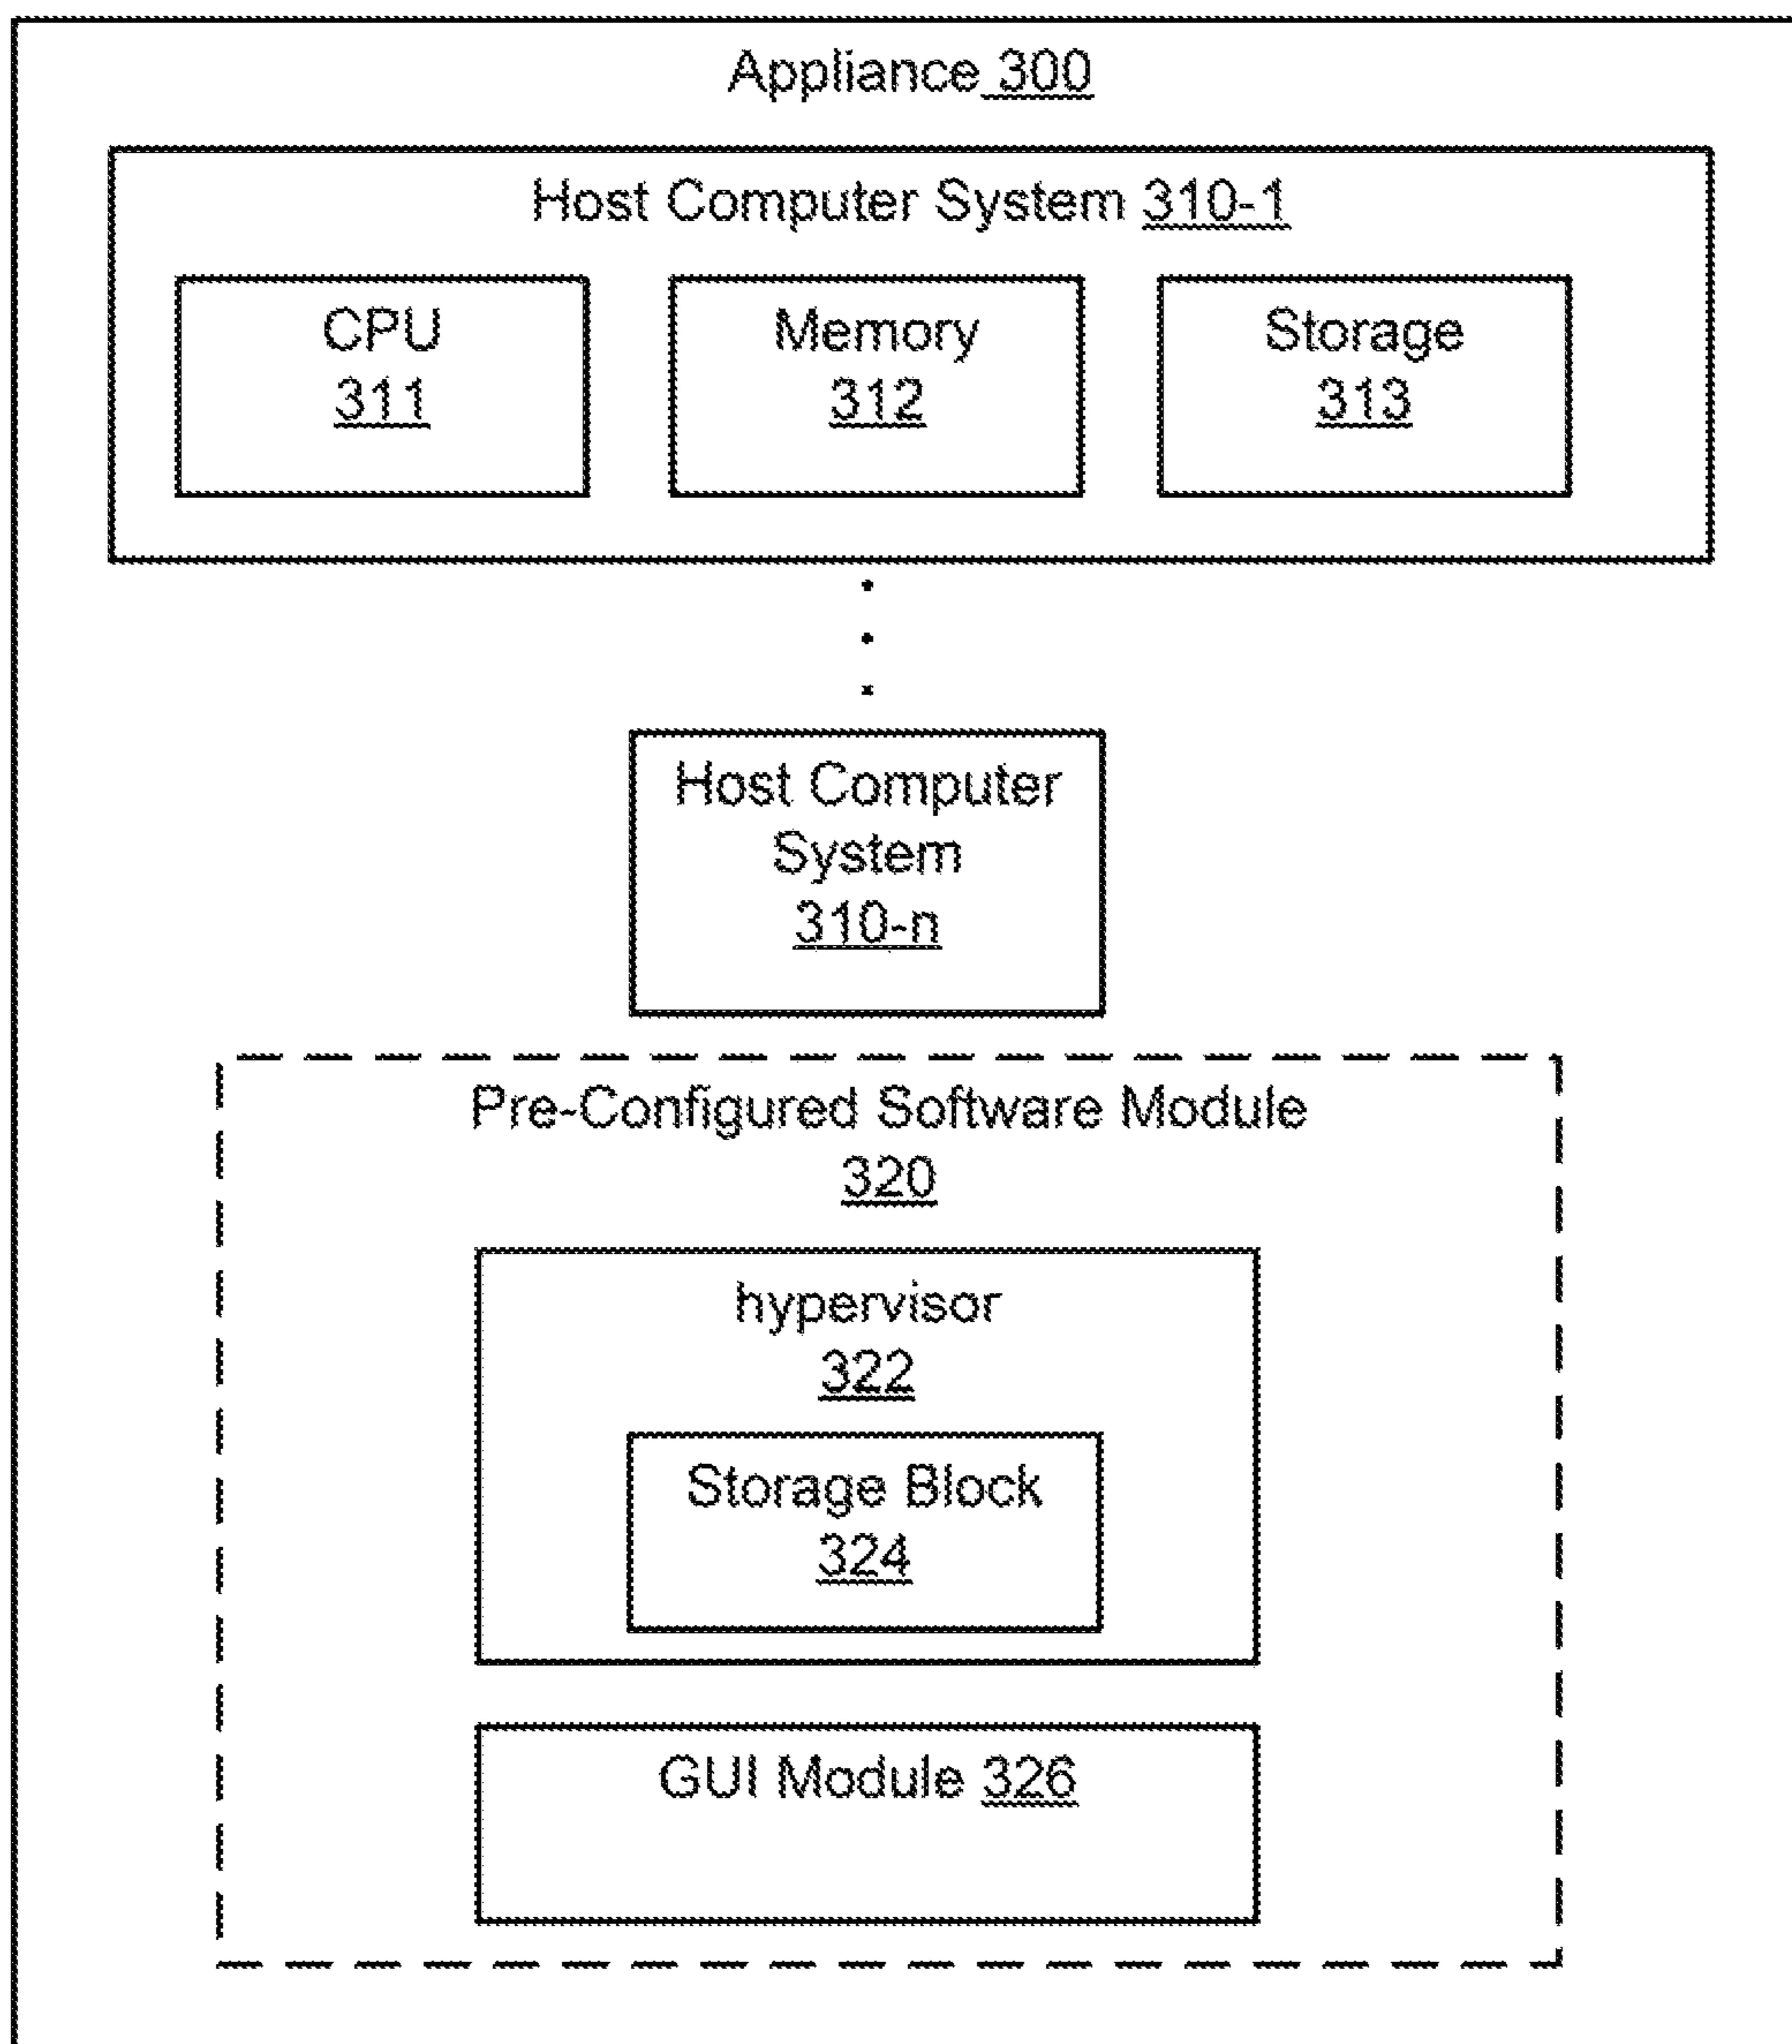 Appliance 300
Host Computer System 310-1
CPU
311
Memory
312
Storage
313
Host Computer
System
310-n
Pre-Configured Software Module
320
hypervisor
322
Storage Block
324
GUI Module 326